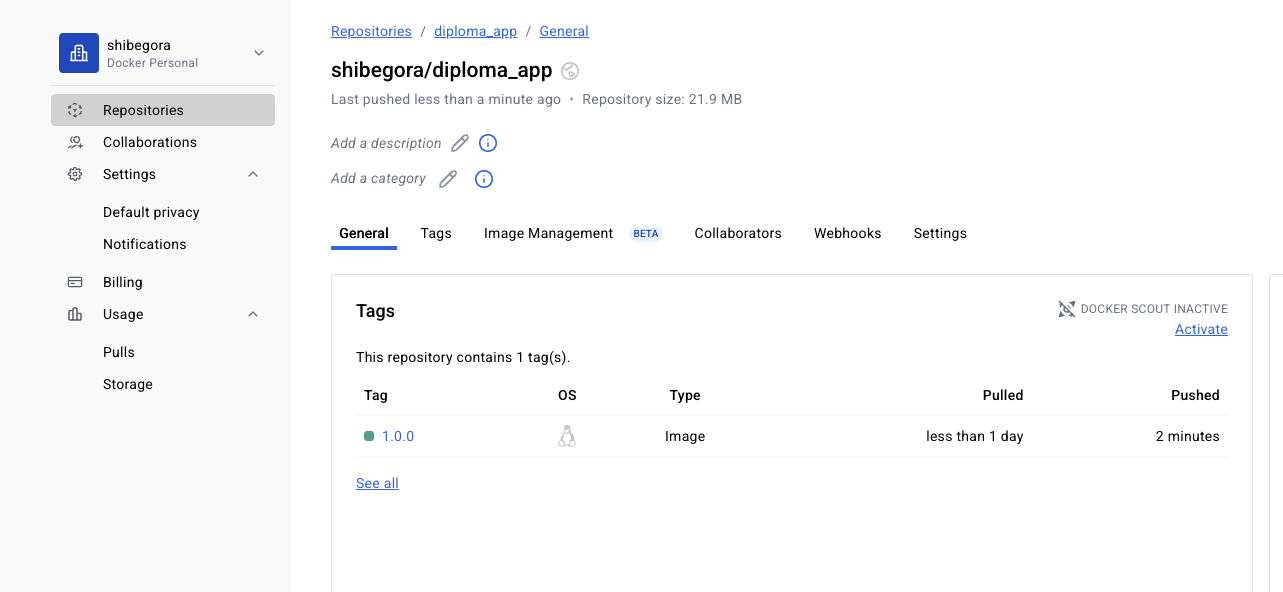 shibegora
Docker Personal
Repositories
Collaborations
Settings
Default privacy
Notifications
Billing
Usage
Pulls
Storage
Repositories / diploma_app / General
shibegora/diploma_app
Last pushed less than a minute ago • Repository size: 21.9 MB
Add a description
Add a category
General Tags Image Management BETA Collaborators Webhooks Settings
Tags
DOCKER SCOUT INACTIVE
Activate
This repository contains 1 tag(s).
Tag OS Type Pulled Pushed
1.0.0 Image less than 1 day 2 minutes
See all